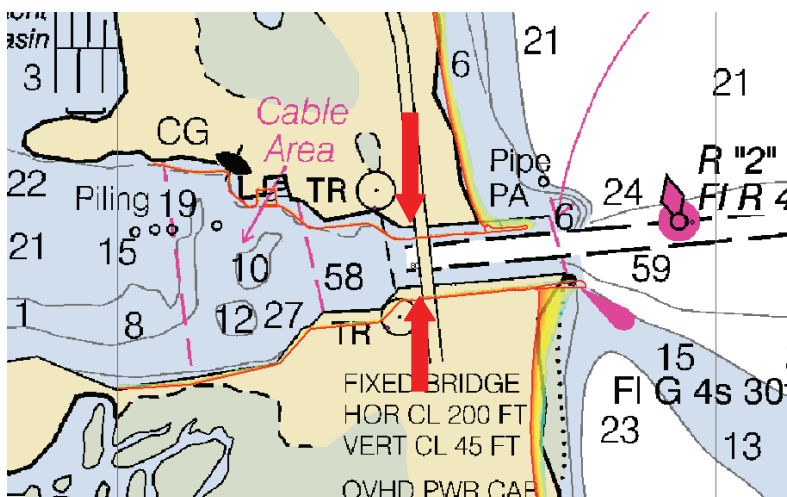 asin
3
6
21
21
CG
Cable
Area
TR
Pipe
PA
R "2"
Fl R 4
24
6
22
Piling
19
15
21
10
58
59
1
8
12
27
TR
15
FIXED BRIDGE
HOR CL 200 FT
VERT CL 45 FT
OVHD PWR CAB
Fl G 4s 30
23
13